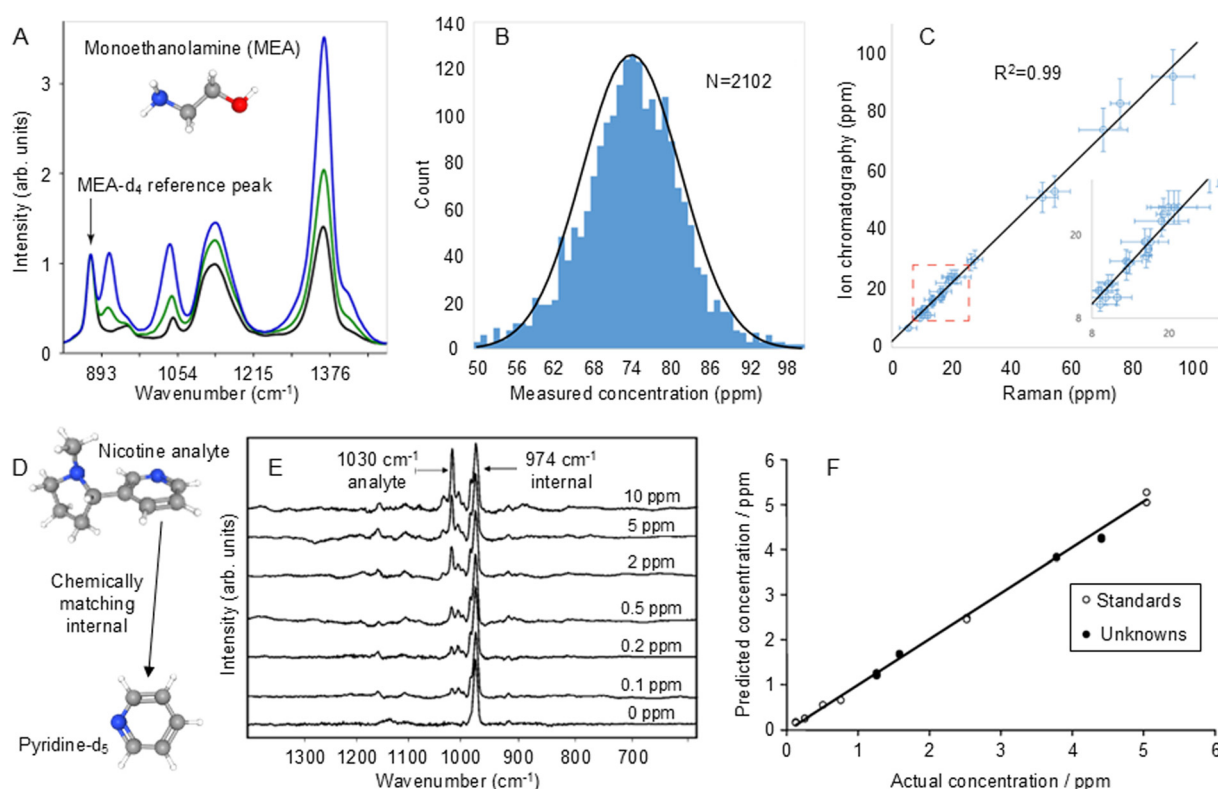 A
Monoethanolamine (MEA)
MEA-d₄ reference peak
Intensity (arb. units)
3
2
1
0
893 1054 1215 1376
Wavenumber (cm⁻¹)
B
N=2102
Count
140
120
100
80
60
40
20
0
50 56 62 68 74 80 86 92 98
Measured concentration (ppm)
C
R²=0.99
Ion chromatography (ppm)
100
80
60
40
20
0
20
8
8 20
0 20 40 60 80 100
Raman (ppm)
D
Nicotine analyte
Chemically
matching
internal
Pyridine-d₅
E
1030 cm⁻¹
analyte
974 cm⁻¹
internal
10 ppm
5 ppm
2 ppm
0.5 ppm
0.2 ppm
0.1 ppm
0 ppm
Intensity (arb. units)
1300 1200 1100 1000 900 800 700
Wavenumber (cm⁻¹)
F
Predicted concentration / ppm
6
5
4
3
2
1
0
Standards
Unknowns
0 1 2 3 4 5 6
Actual concentration / ppm